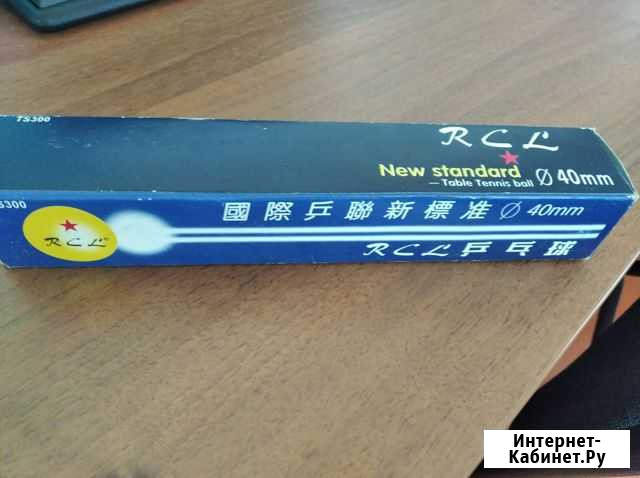 TS300
RCL
New standard
— Table Tennis ball Ø 40mm
S300
國際乒聯新標准 Ø 40mm
RCL
RCL乒乓球
Интернет-
Кабинет.Ру